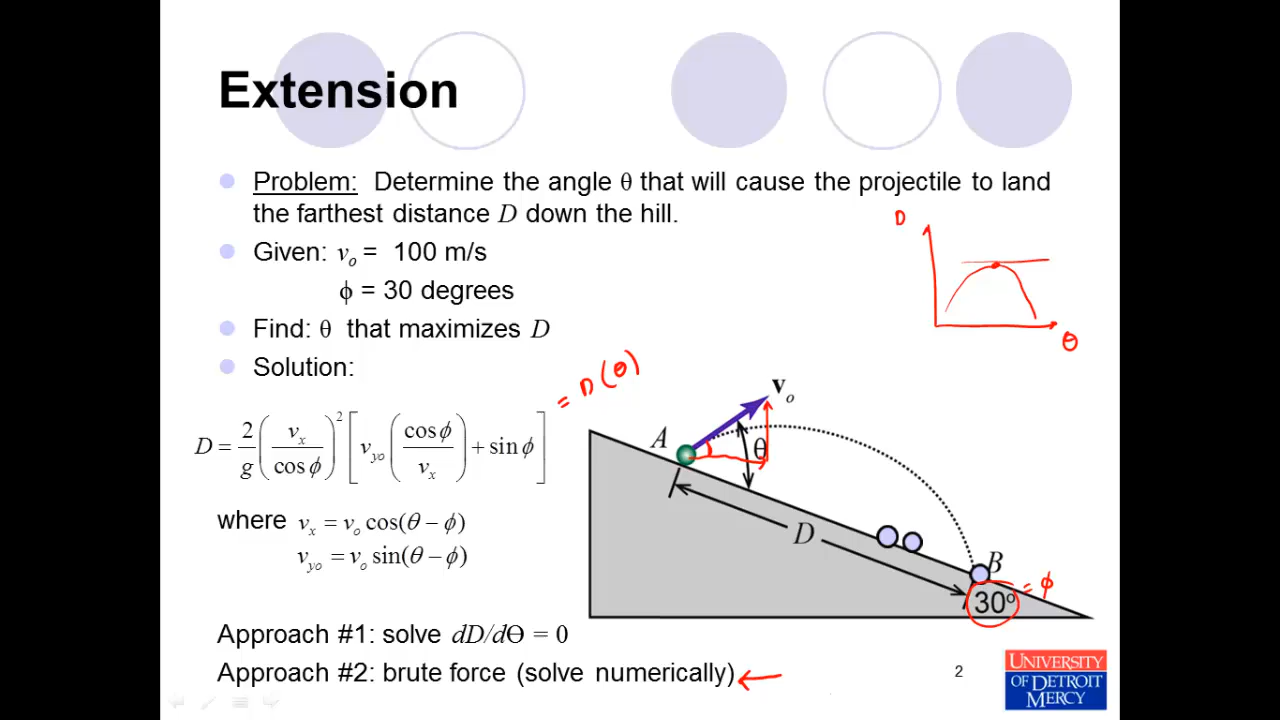 Extension
Problem: Determine the angle θ that will cause the projectile to land
the farthest distance D down the hill.
Given: vₒ = 100 m/s
ϕ = 30 degrees
Find: θ that maximizes D
Solution:
D = 2/g (vₓ/cosϕ)² [v_yo (cosϕ/vₓ) + sinϕ] = D(θ)
where vₓ = vₒ cos(θ − ϕ)
v_yo = vₒ sin(θ − ϕ)
Approach #1: solve dD/dΘ = 0
Approach #2: brute force (solve numerically)
D
θ
vₒ
A
θ
D
B
30º = ϕ
2
UNIVERSITY
OF DETROIT
MERCY